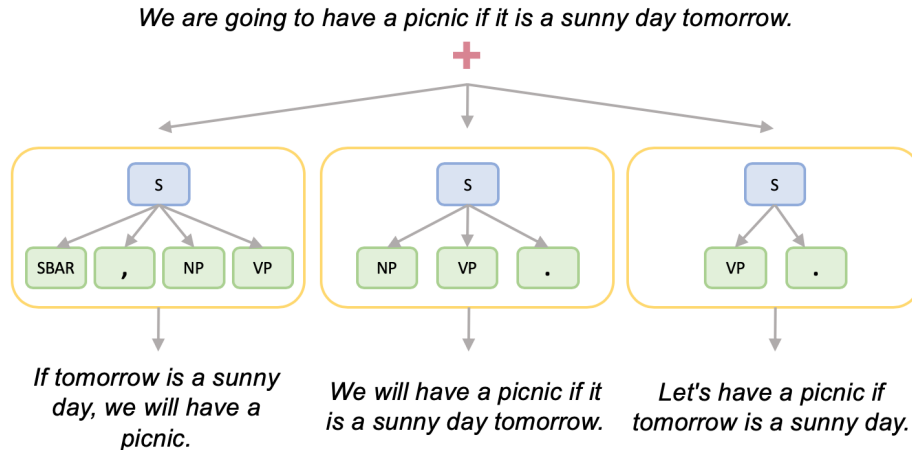 We are going to have a picnic if it is a sunny day tomorrow.
+
S
SBAR , NP VP
If tomorrow is a sunny
day, we will have a
picnic.
S
NP VP .
We will have a picnic if it
is a sunny day tomorrow.
S
VP .
Let's have a picnic if
tomorrow is a sunny day.